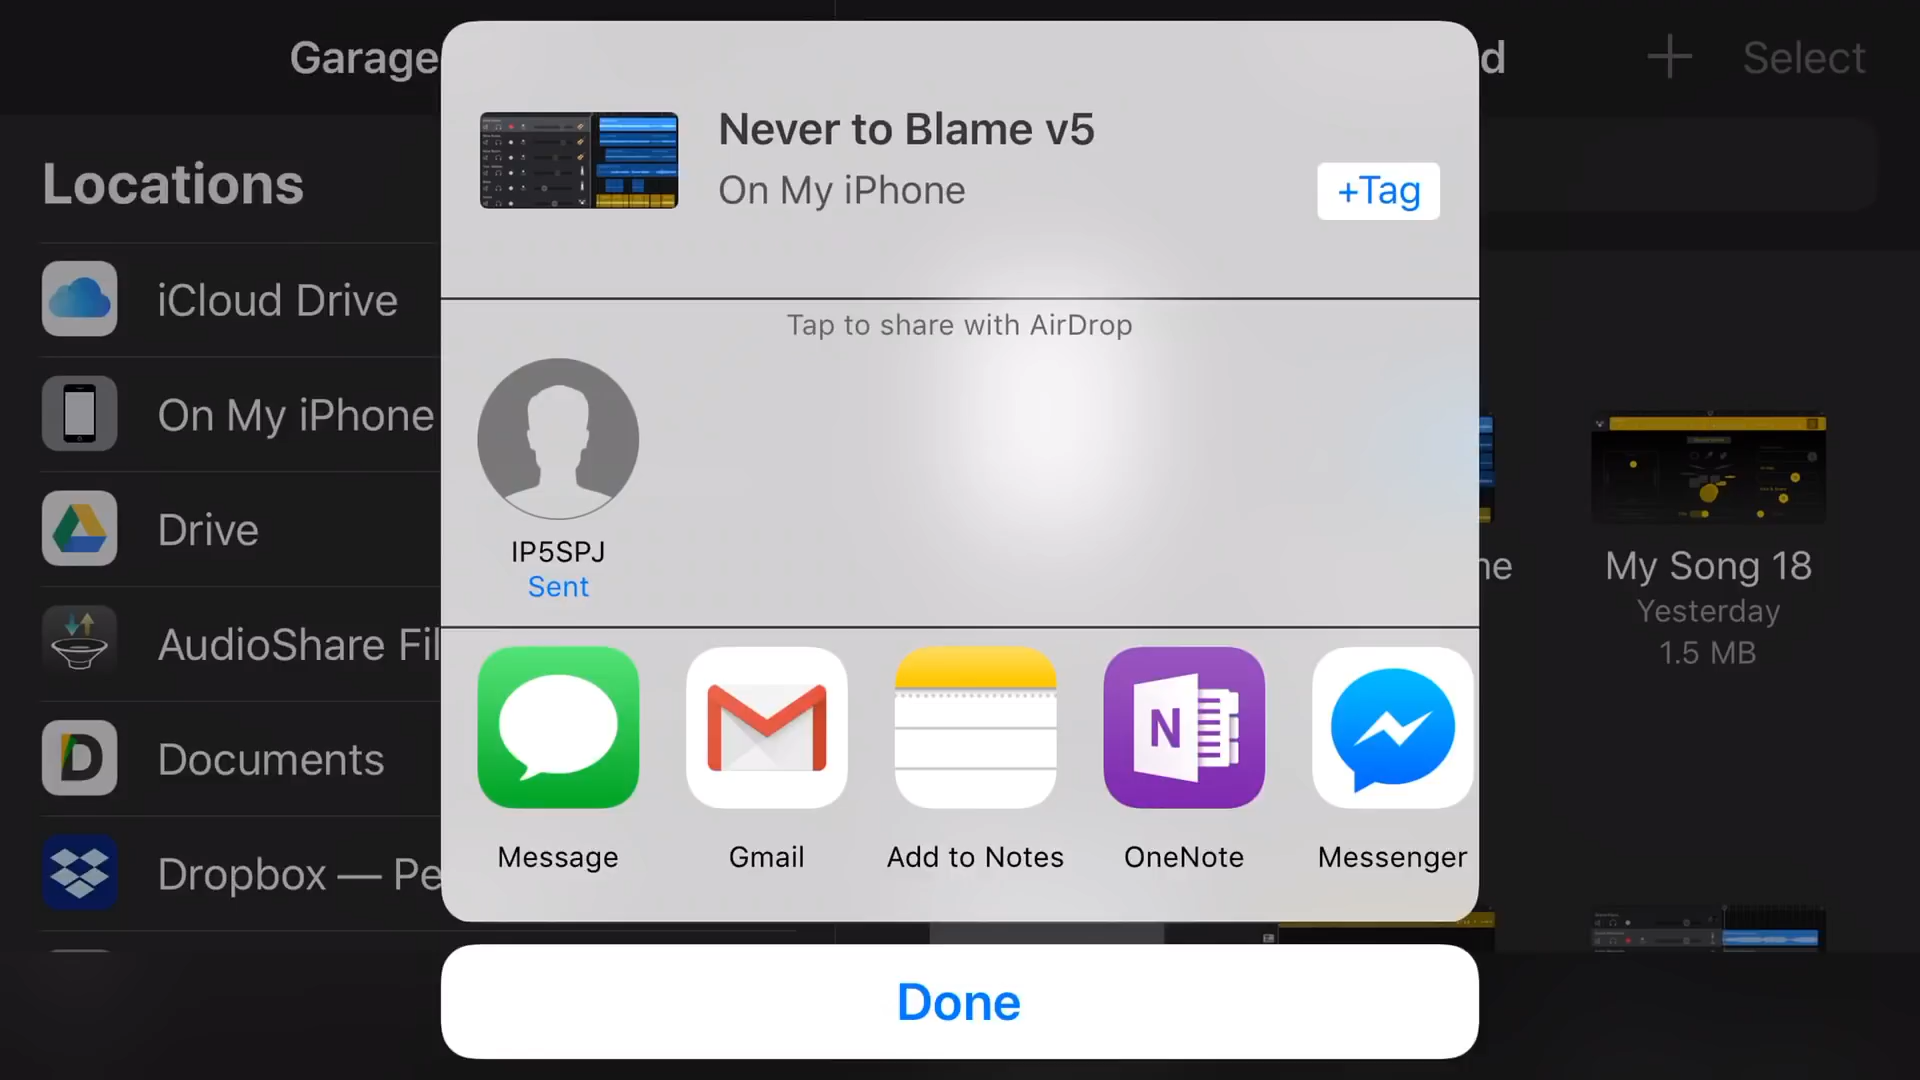 Garage
d
Select
Locations
iCloud Drive
On My iPhone
Drive
AudioShare Fil
Documents
Dropbox — Pe
Never to Blame v5
On My iPhone
+Tag
Tap to share with AirDrop
IP5SPJ
Sent
Message
Gmail
Add to Notes
OneNote
Messenger
Done
ne
My Song 18
Yesterday
1.5 MB